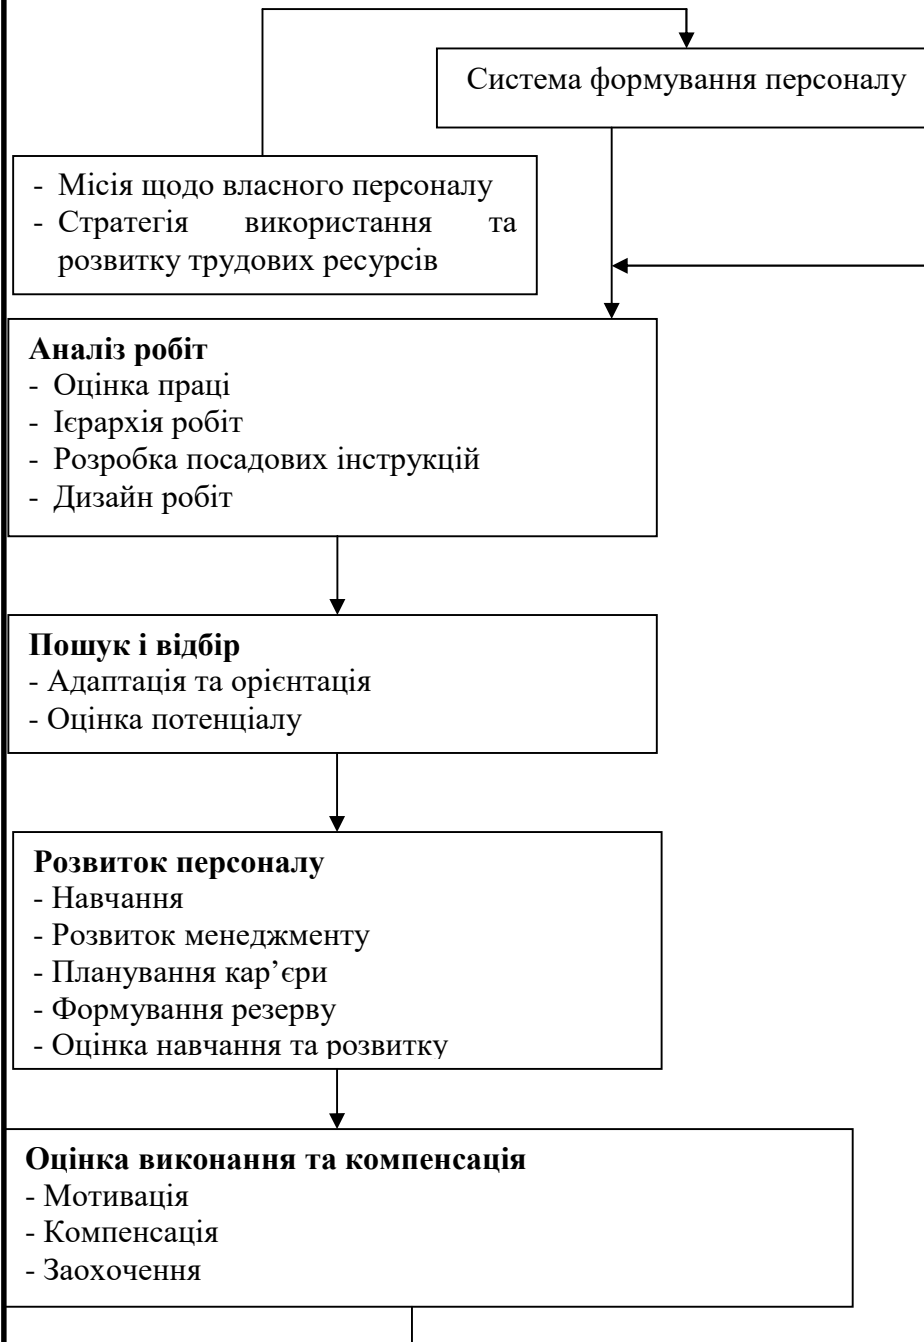 Система формування персоналу
- Місія щодо власного персоналу
- Стратегія використання та
розвитку трудових ресурсів
Аналіз робіт
- Оцінка праці
- Ієрархія робіт
- Розробка посадових інструкцій
- Дизайн робіт
Пошук і відбір
- Адаптація та орієнтація
- Оцінка потенціалу
Розвиток персоналу
- Навчання
- Розвиток менеджменту
- Планування кар’єри
- Формування резерву
- Оцінка навчання та розвитку
Оцінка виконання та компенсація
- Мотивація
- Компенсація
- Заохочення